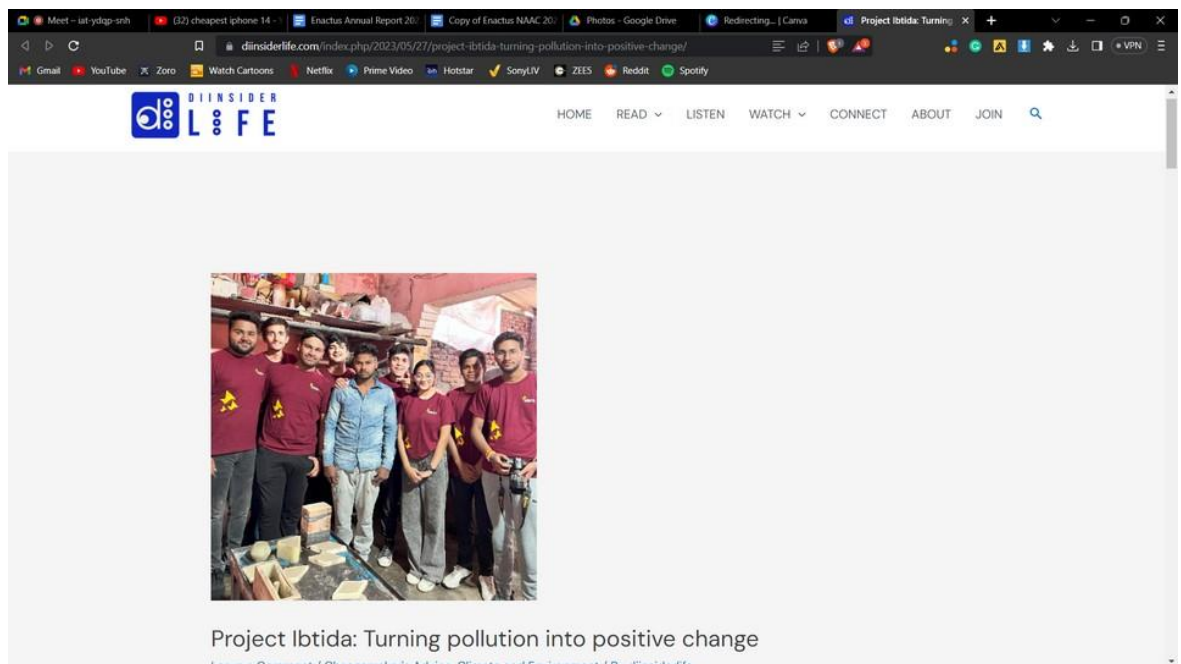 Meet – iat-ydqp-snh
(32) cheapest iphone 14 -
Enactus Annual Report 202
Copy of Enactus NAAC 202
Photos - Google Drive
Redirecting... | Canva
Project Ibtida: Turning
diinsiderlife.com/index.php/2023/05/27/project-ibtida-turning-pollution-into-positive-change/
VPN
Gmail
YouTube
Zoro
Watch Cartoons
Netflix
Prime Video
Hotstar
SonyLIV
ZEE5
Reddit
Spotify
DIINSIDER
LIFE
HOME
READ
LISTEN
WATCH
CONNECT
ABOUT
JOIN
Project Ibtida: Turning pollution into positive change